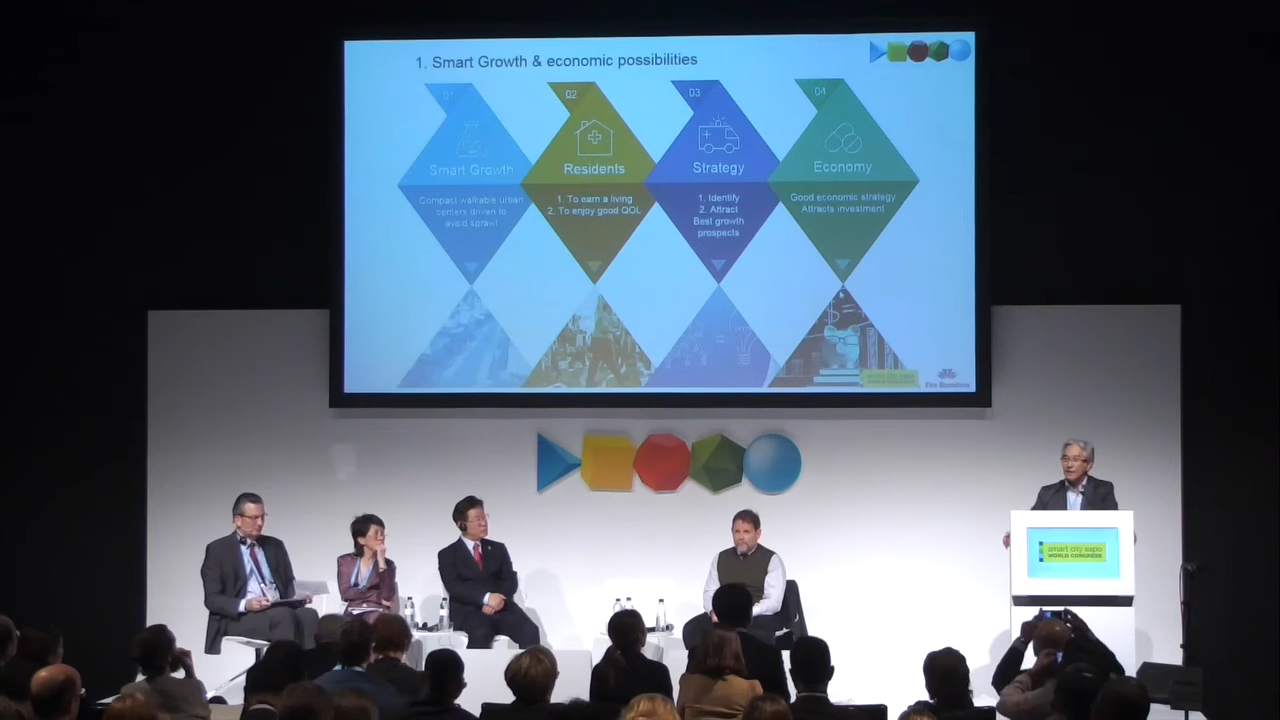 1. Smart Growth & economic possibilities
01
Smart Growth
Compact walkable urban
centers driven to
avoid sprawl
02
Residents
1. To earn a living
2. To enjoy good QOL
03
Strategy
1. Identify
2. Attract
Best growth
prospects
04
Economy
Good economic strategy
Attracts investment
Fira Barcelona
smart city expo
WORLD CONGRESS